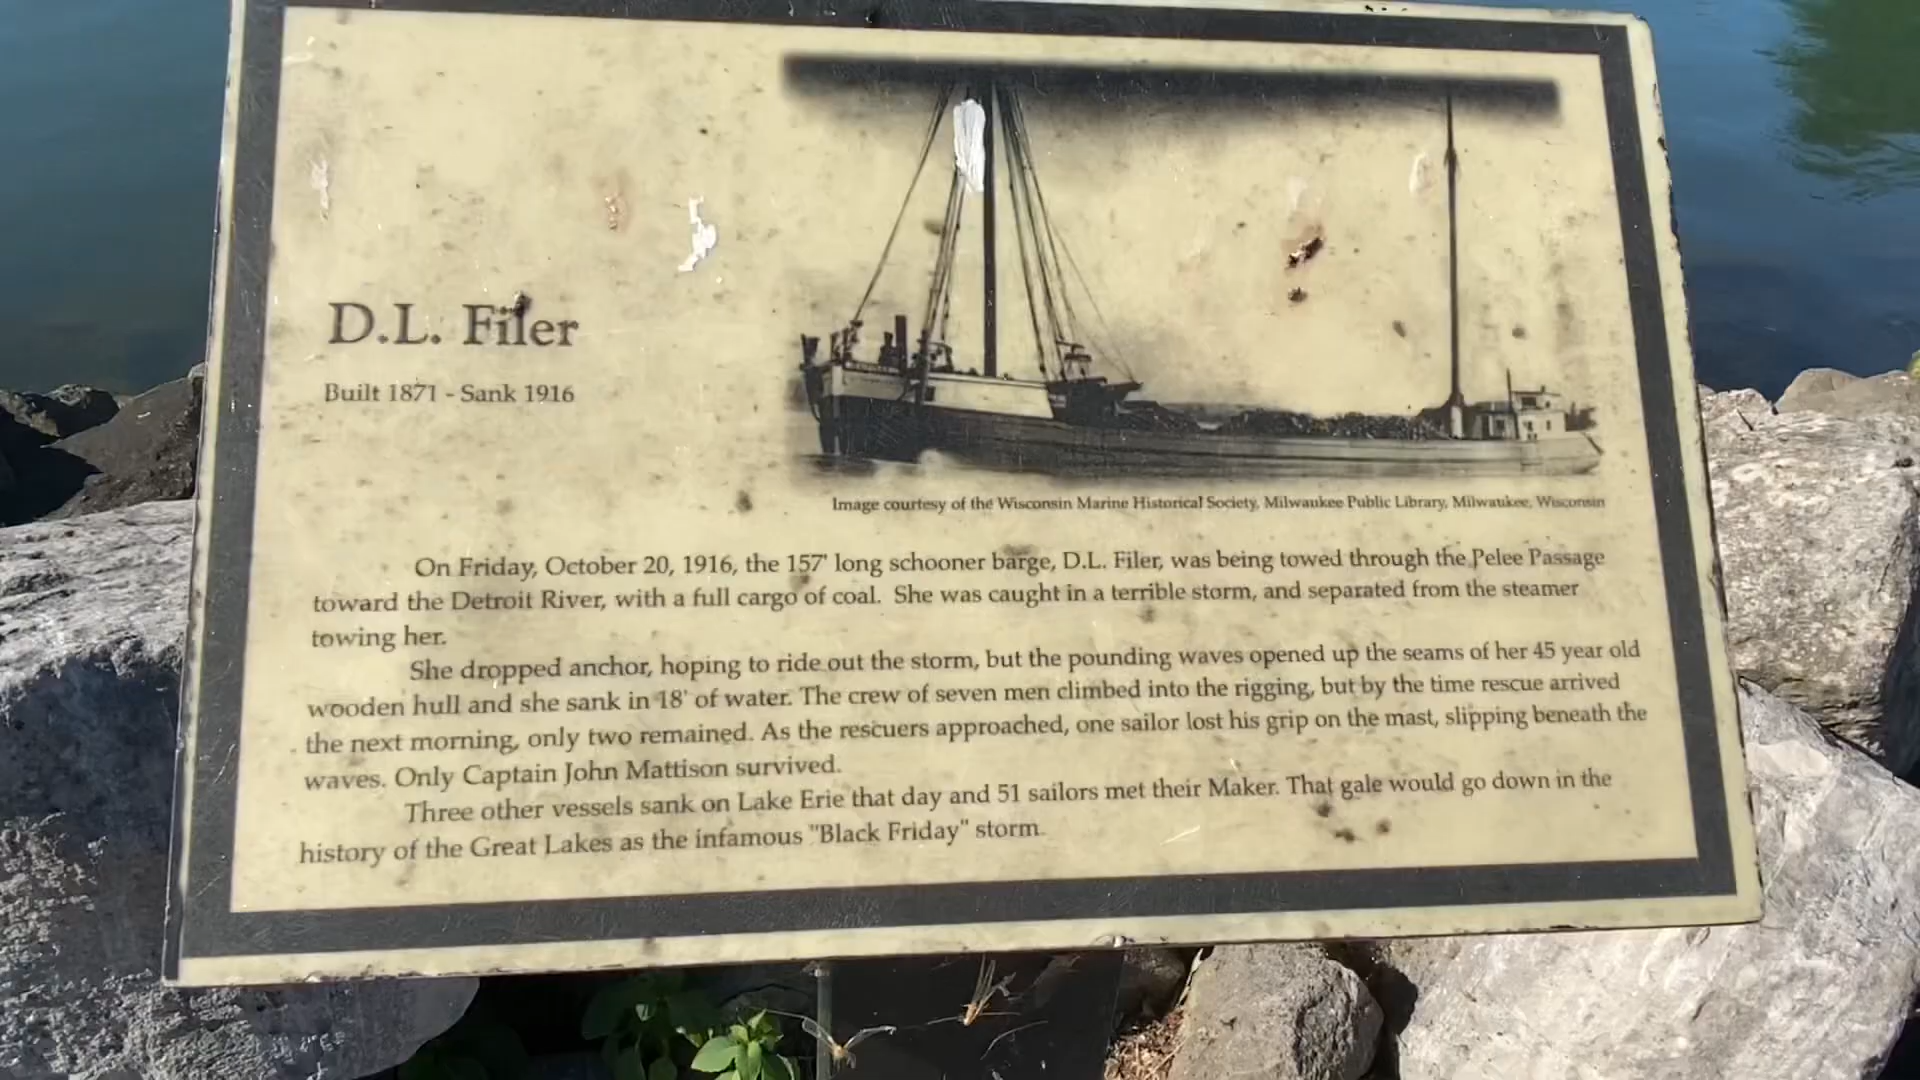 D.L. Filer
Built 1871 - Sank 1916
Image courtesy of the Wisconsin Marine Historical Society, Milwaukee Public Library, Milwaukee, Wisconsin
On Friday, October 20, 1916, the 157' long schooner barge, D.L. Filer, was being towed through the Pelee Passage
toward the Detroit River, with a full cargo of coal. She was caught in a terrible storm, and separated from the steamer
towing her.
She dropped anchor, hoping to ride out the storm, but the pounding waves opened up the seams of her 45 year old
wooden hull and she sank in 18' of water. The crew of seven men climbed into the rigging, but by the time rescue arrived
the next morning, only two remained. As the rescuers approached, one sailor lost his grip on the mast, slipping beneath the
waves. Only Captain John Mattison survived.
Three other vessels sank on Lake Erie that day and 51 sailors met their Maker. That gale would go down in the
history of the Great Lakes as the infamous "Black Friday" storm.